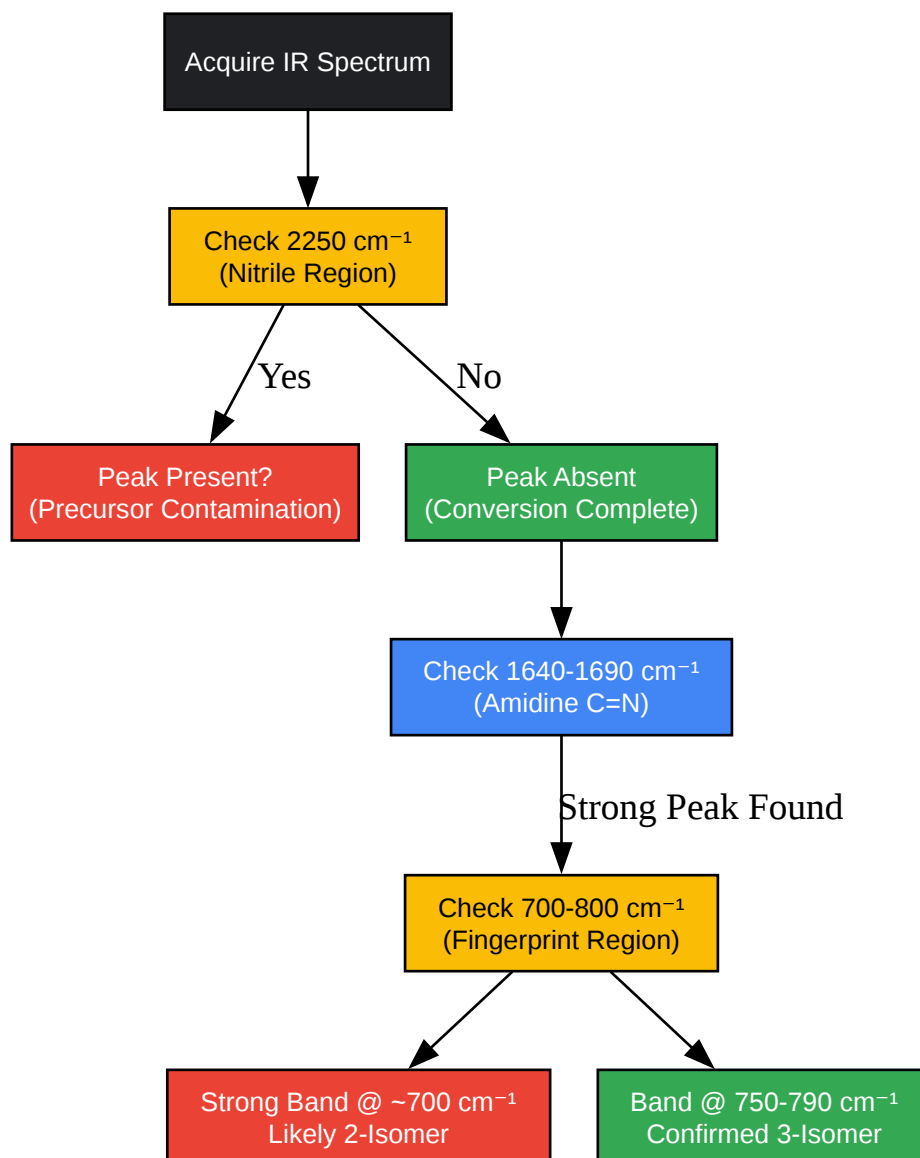 Acquire IR Spectrum
Check 2250 cm⁻¹
(Nitrile Region)
Yes
No
Peak Present?
(Precursor Contamination)
Peak Absent
(Conversion Complete)
Check 1640-1690 cm⁻¹
(Amidine C=N)
Strong Peak Found
Check 700-800 cm⁻¹
(Fingerprint Region)
Strong Band @ ~700 cm⁻¹
Likely 2-Isomer
Band @ 750-790 cm⁻¹
Confirmed 3-Isomer